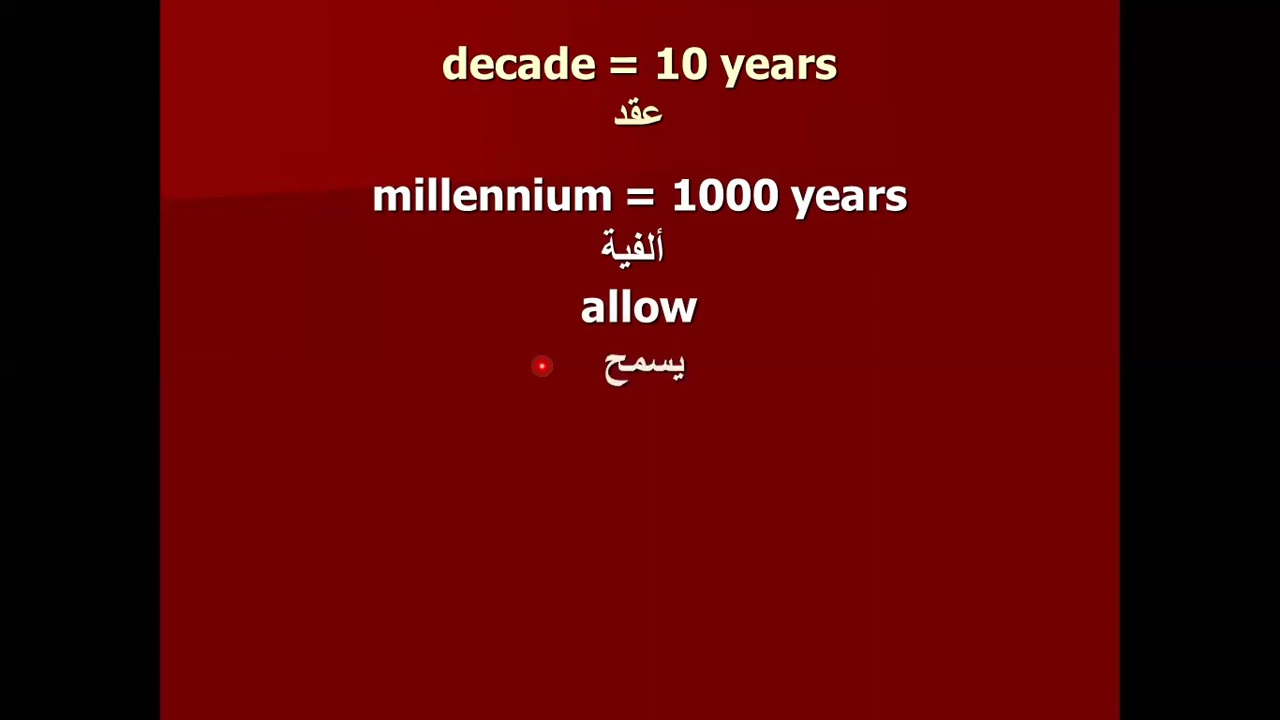 decade = 10 years
عقد
millennium = 1000 years
ألفية
allow
يسمح